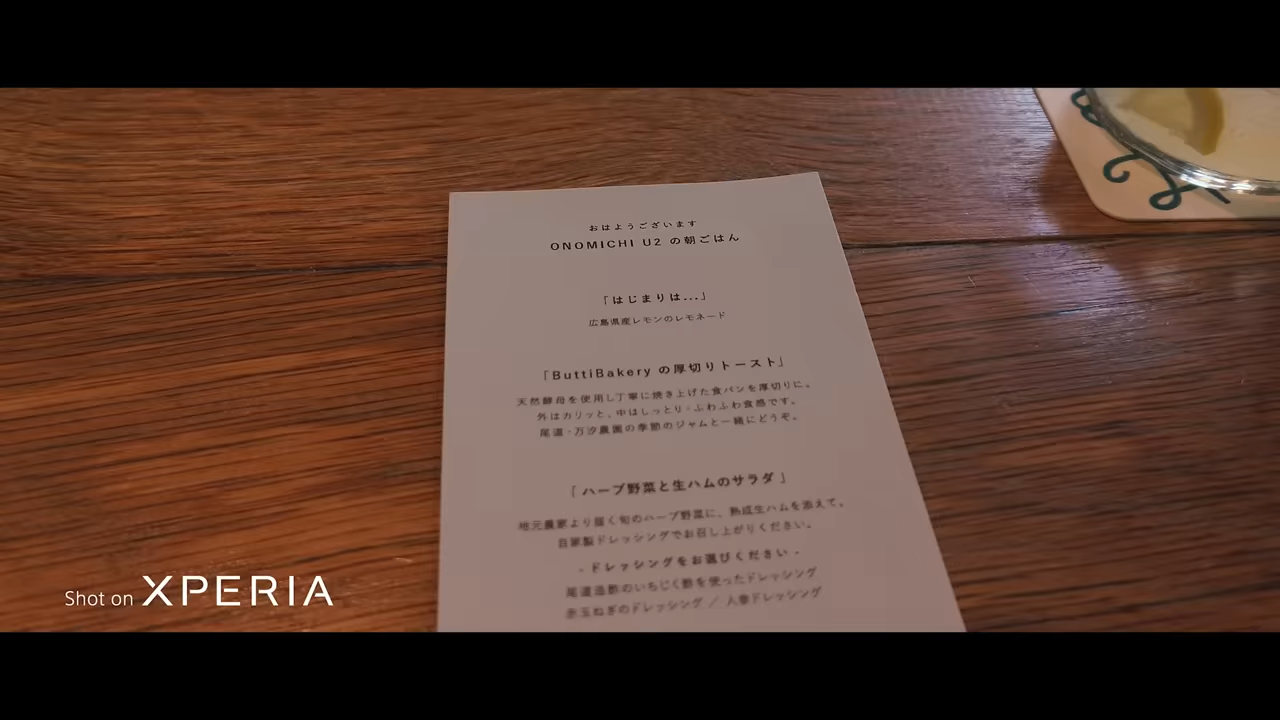 おはようございます
ONOMICHI U2 の朝ごはん
「はじまりは...」
広島県産レモンのレモネード
「ButtiBakery の厚切りトースト」
天然酵母を使用し丁寧に焼き上げた食パンを厚切りに。
外はカリッと、中はしっとり・ふわふわ食感です。
尾道・万汐農園の季節のジャムと一緒にどうぞ。
「 ハーブ野菜と生ハムのサラダ 」
地元農家より届く旬のハーブ野菜に、熟成生ハムを添えて。
自家製ドレッシングでお召し上がりください。
- ドレッシングをお選びください -
尾道造酢のいちじく酢を使ったドレッシング
赤玉ねぎのドレッシング ／ 人参ドレッシング
Shot on XPERIA